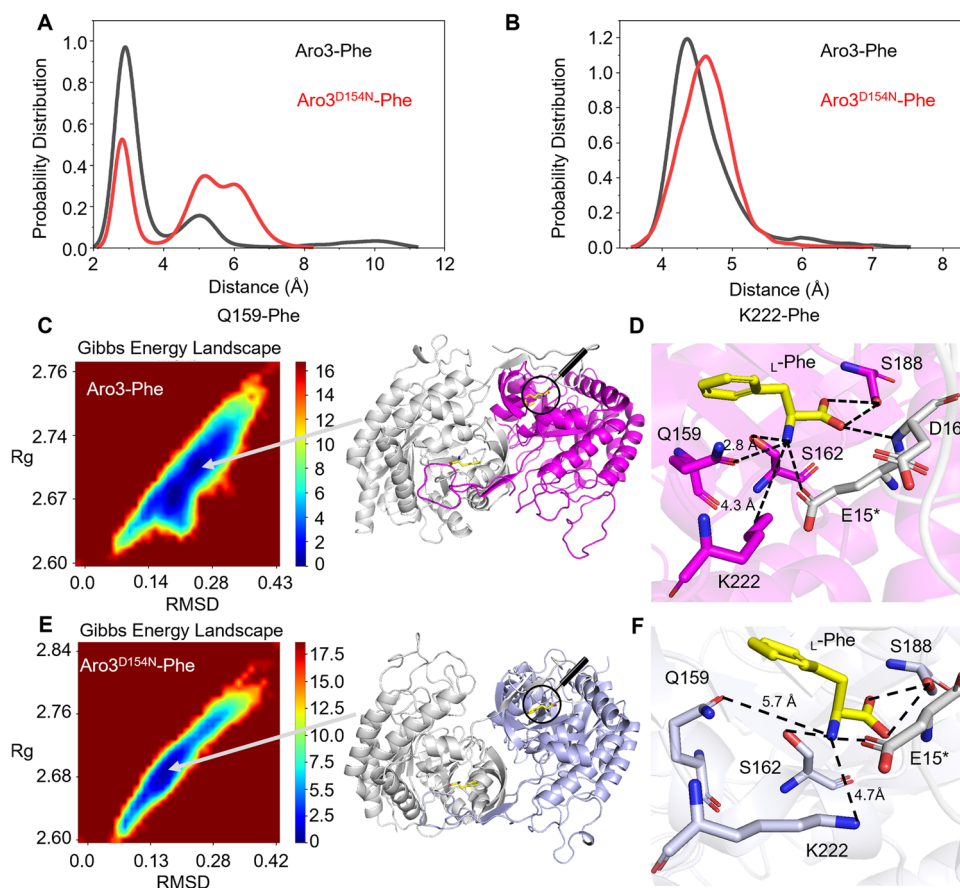 A
Probability Distribution
1.0
0.8
0.6
0.4
0.2
0.0
2 4 6 8 10 12
Distance (Å)
Q159-Phe
Aro3-Phe
Aro3D154N-Phe
B
Probability Distribution
1.2
1.0
0.8
0.6
0.4
0.2
0.0
4 5 6 7 8
Distance (Å)
K222-Phe
Aro3-Phe
Aro3D154N-Phe
C
Gibbs Energy Landscape
Aro3-Phe
2.76
2.74
Rg
2.67
2.60
0.0 0.14 0.28 0.43
RMSD
16
14
12
10
8
6
4
2
0
D
L-Phe
S188
Q159
2.8 Å
S162
4.3 Å
E15*
K222
E
Gibbs Energy Landscape
Aro3D154N-Phe
2.84
2.76
Rg
2.68
2.60
0.0 0.13 0.28 0.42
RMSD
17.5
15.0
12.5
10.0
7.5
5.0
2.5
0
F
L-Phe
S188
Q159
5.7 Å
E15*
S162
4.7Å
K222